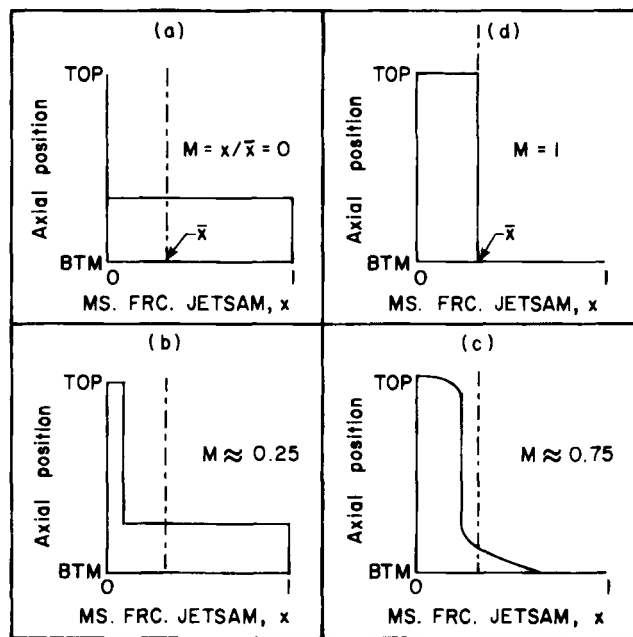 (a)
TOP
Axial position
M = x/x̄ = 0
x̄
BTM
0
1
MS. FRC. JETSAM, x
(d)
TOP
Axial position
M = 1
x̄
BTM
0
1
MS. FRC. JETSAM, x
(b)
TOP
Axial position
M ≈ 0.25
BTM
0
1
MS. FRC. JETSAM, x
(c)
TOP
Axial position
M ≈ 0.75
BTM
0
1
MS. FRC. JETSAM, x